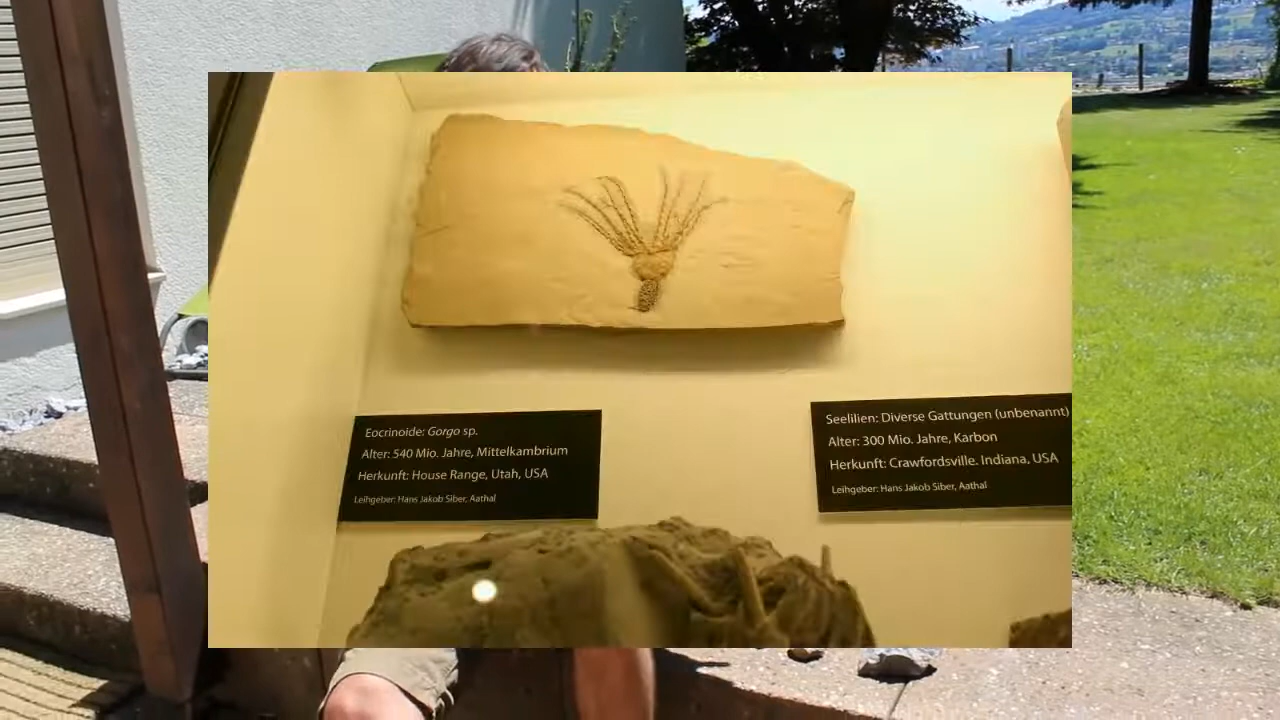 Eocrinoide: Gorgo sp.
Alter: 540 Mio. Jahre, Mittelkambrium
Herkunft: House Range, Utah, USA
Leihgeber: Hans Jakob Siber, Aathal
Seelilien: Diverse Gattungen (unbenannt)
Alter: 300 Mio. Jahre, Karbon
Herkunft: Crawfordsville. Indiana, USA
Leihgeber: Hans Jakob Siber, Aathal